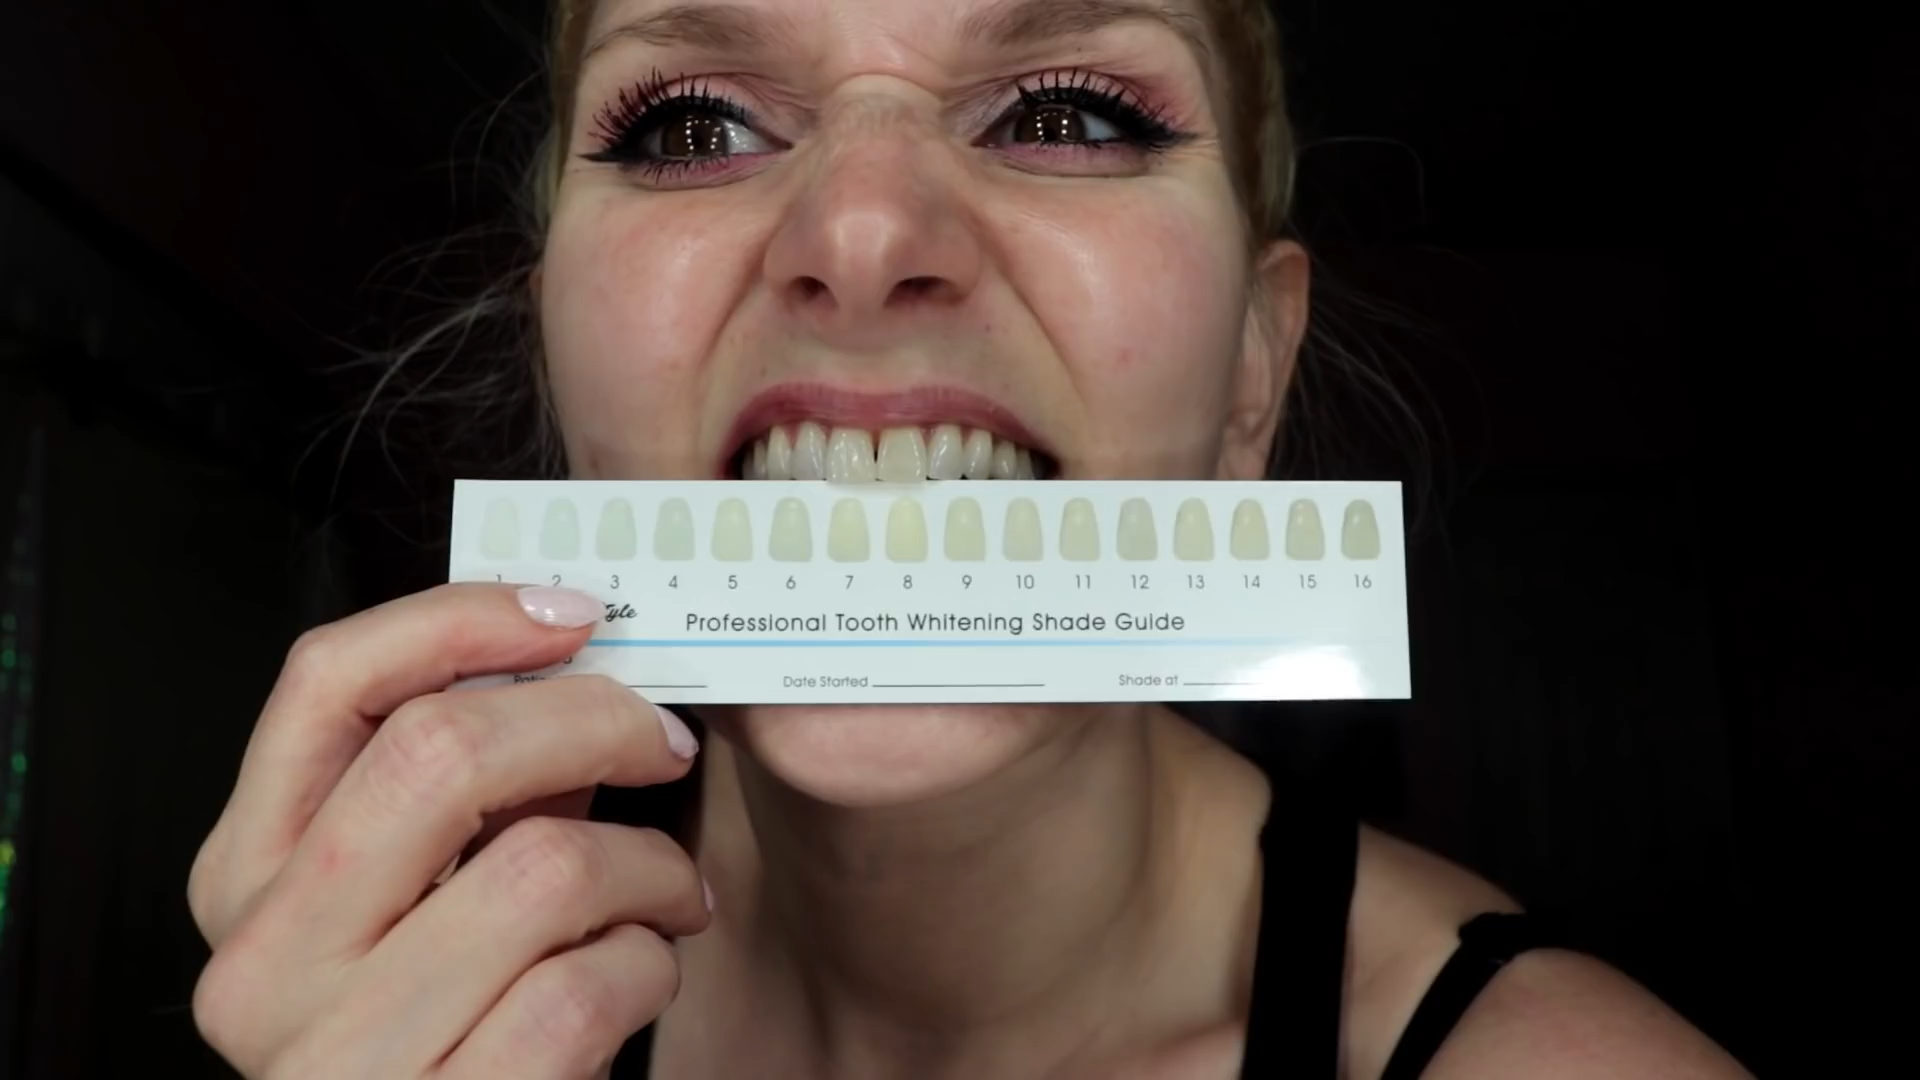 1 2 3 4 5 6 7 8 9 10 11 12 13 14 15 16
Professional Tooth Whitening Shade Guide
Date Started
Shade at